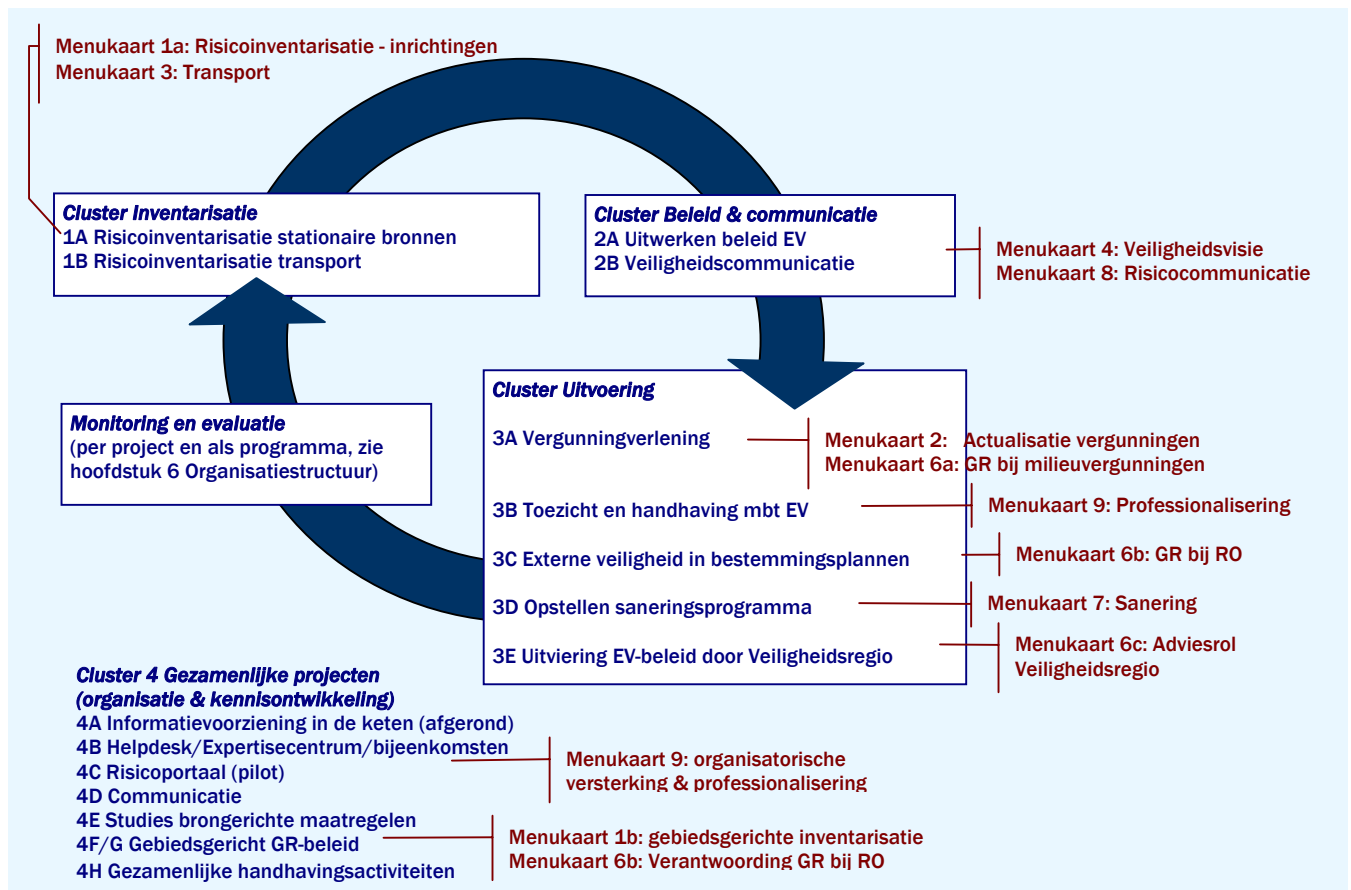 Menukaart 1a: Risicoinventarisatie - inrichtingen
Menukaart 3: Transport
Cluster Inventarisatie
1A Risicoinventarisatie stationaire bronnen
1B Risicoinventarisatie transport
Cluster Beleid & communicatie
2A Uitwerken beleid EV
2B Veiligheidscommunicatie
Menukaart 4: Veiligheidsvisie
Menukaart 8: Risicocommunicatie
Monitoring en evaluatie
(per project en als programma, zie
hoofdstuk 6 Organisatiestructuur)
Cluster Uitvoering
3A Vergunningverlening
Menukaart 2: Actualisatie vergunningen
Menukaart 6a: GR bij milieuvergunningen
3B Toezicht en handhaving mbt EV
Menukaart 9: Professionalisering
3C Externe veiligheid in bestemmingsplannen
Menukaart 6b: GR bij RO
3D Opstellen saneringsprogramma
Menukaart 7: Sanering
3E Uitviering EV-beleid door Veiligheidsregio
Menukaart 6c: Adviesrol
Veiligheidsregio
Cluster 4 Gezamenlijke projecten
(organisatie & kennisontwikkeling)
4A Informatievoorziening in de keten (afgerond)
4B Helpdesk/Expertisecentrum/bijeenkomsten
4C Risicoportaal (pilot)
4D Communicatie
4E Studies brongerichte maatregelen
4F/G Gebiedsgericht GR-beleid
4H Gezamenlijke handhavingsactiviteiten
Menukaart 9: organisatorische
versterking & professionalisering
Menukaart 1b: gebiedsgerichte inventarisatie
Menukaart 6b: Verantwoording GR bij RO